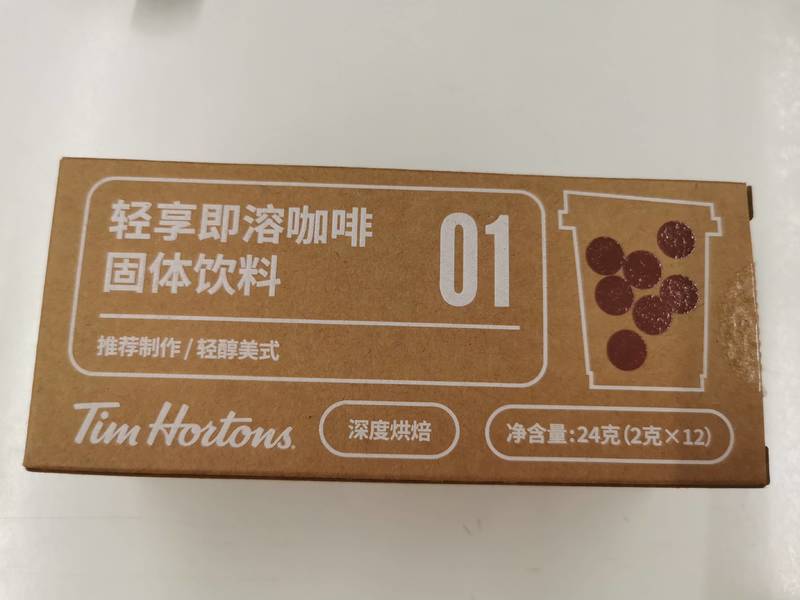 轻享即溶咖啡
固体饮料
01
推荐制作/轻醇美式
Tim Hortons.
深度烘焙
净含量:24克(2克×12)